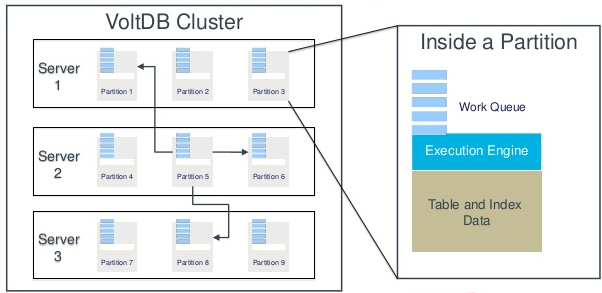 VoltDB Cluster
Server
1
Partition 1
Partition 2
Partition 3
Server
2
Partition 4
Partition 5
Partition 6
Server
3
Partition 7
Partition 8
Partition 9
Inside a Partition
Work Queue
Execution Engine
Table and Index
Data